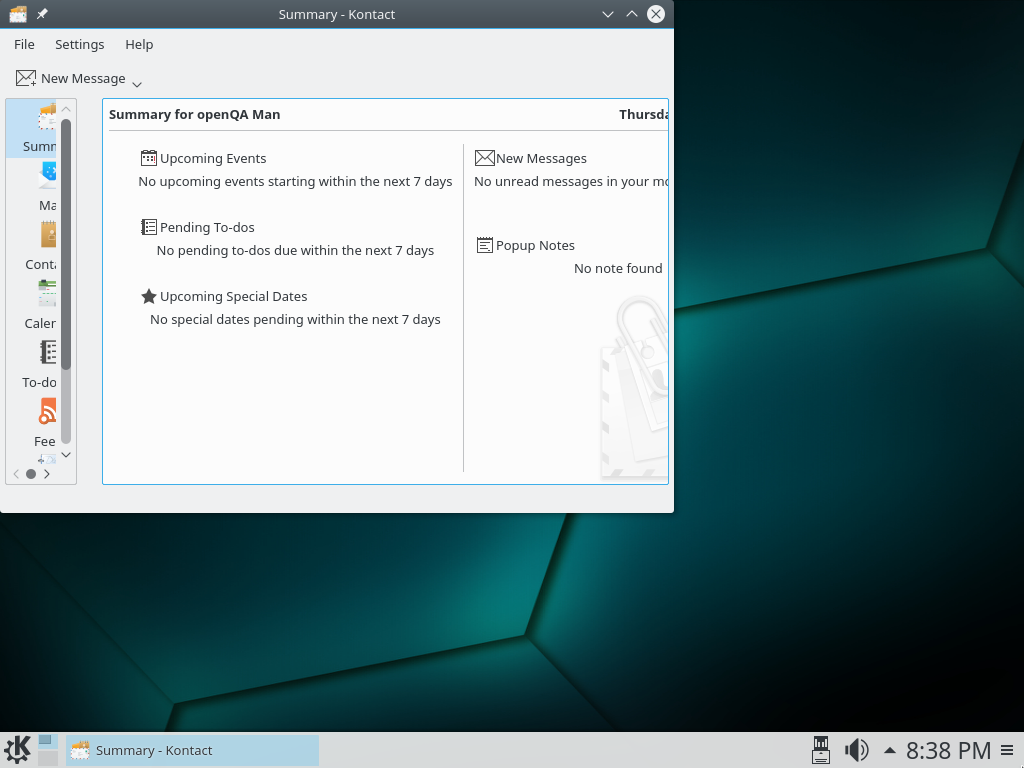 Summary - Kontact
File Settings Help
New Message
Summary for openQA Man
Thursda
Summ
Ma
Conta
Calen
To-do
Fee
Upcoming Events
No upcoming events starting within the next 7 days
Pending To-dos
No pending to-dos due within the next 7 days
Upcoming Special Dates
No special dates pending within the next 7 days
New Messages
No unread messages in your mo
Popup Notes
No note found
Summary - Kontact
8:38 PM